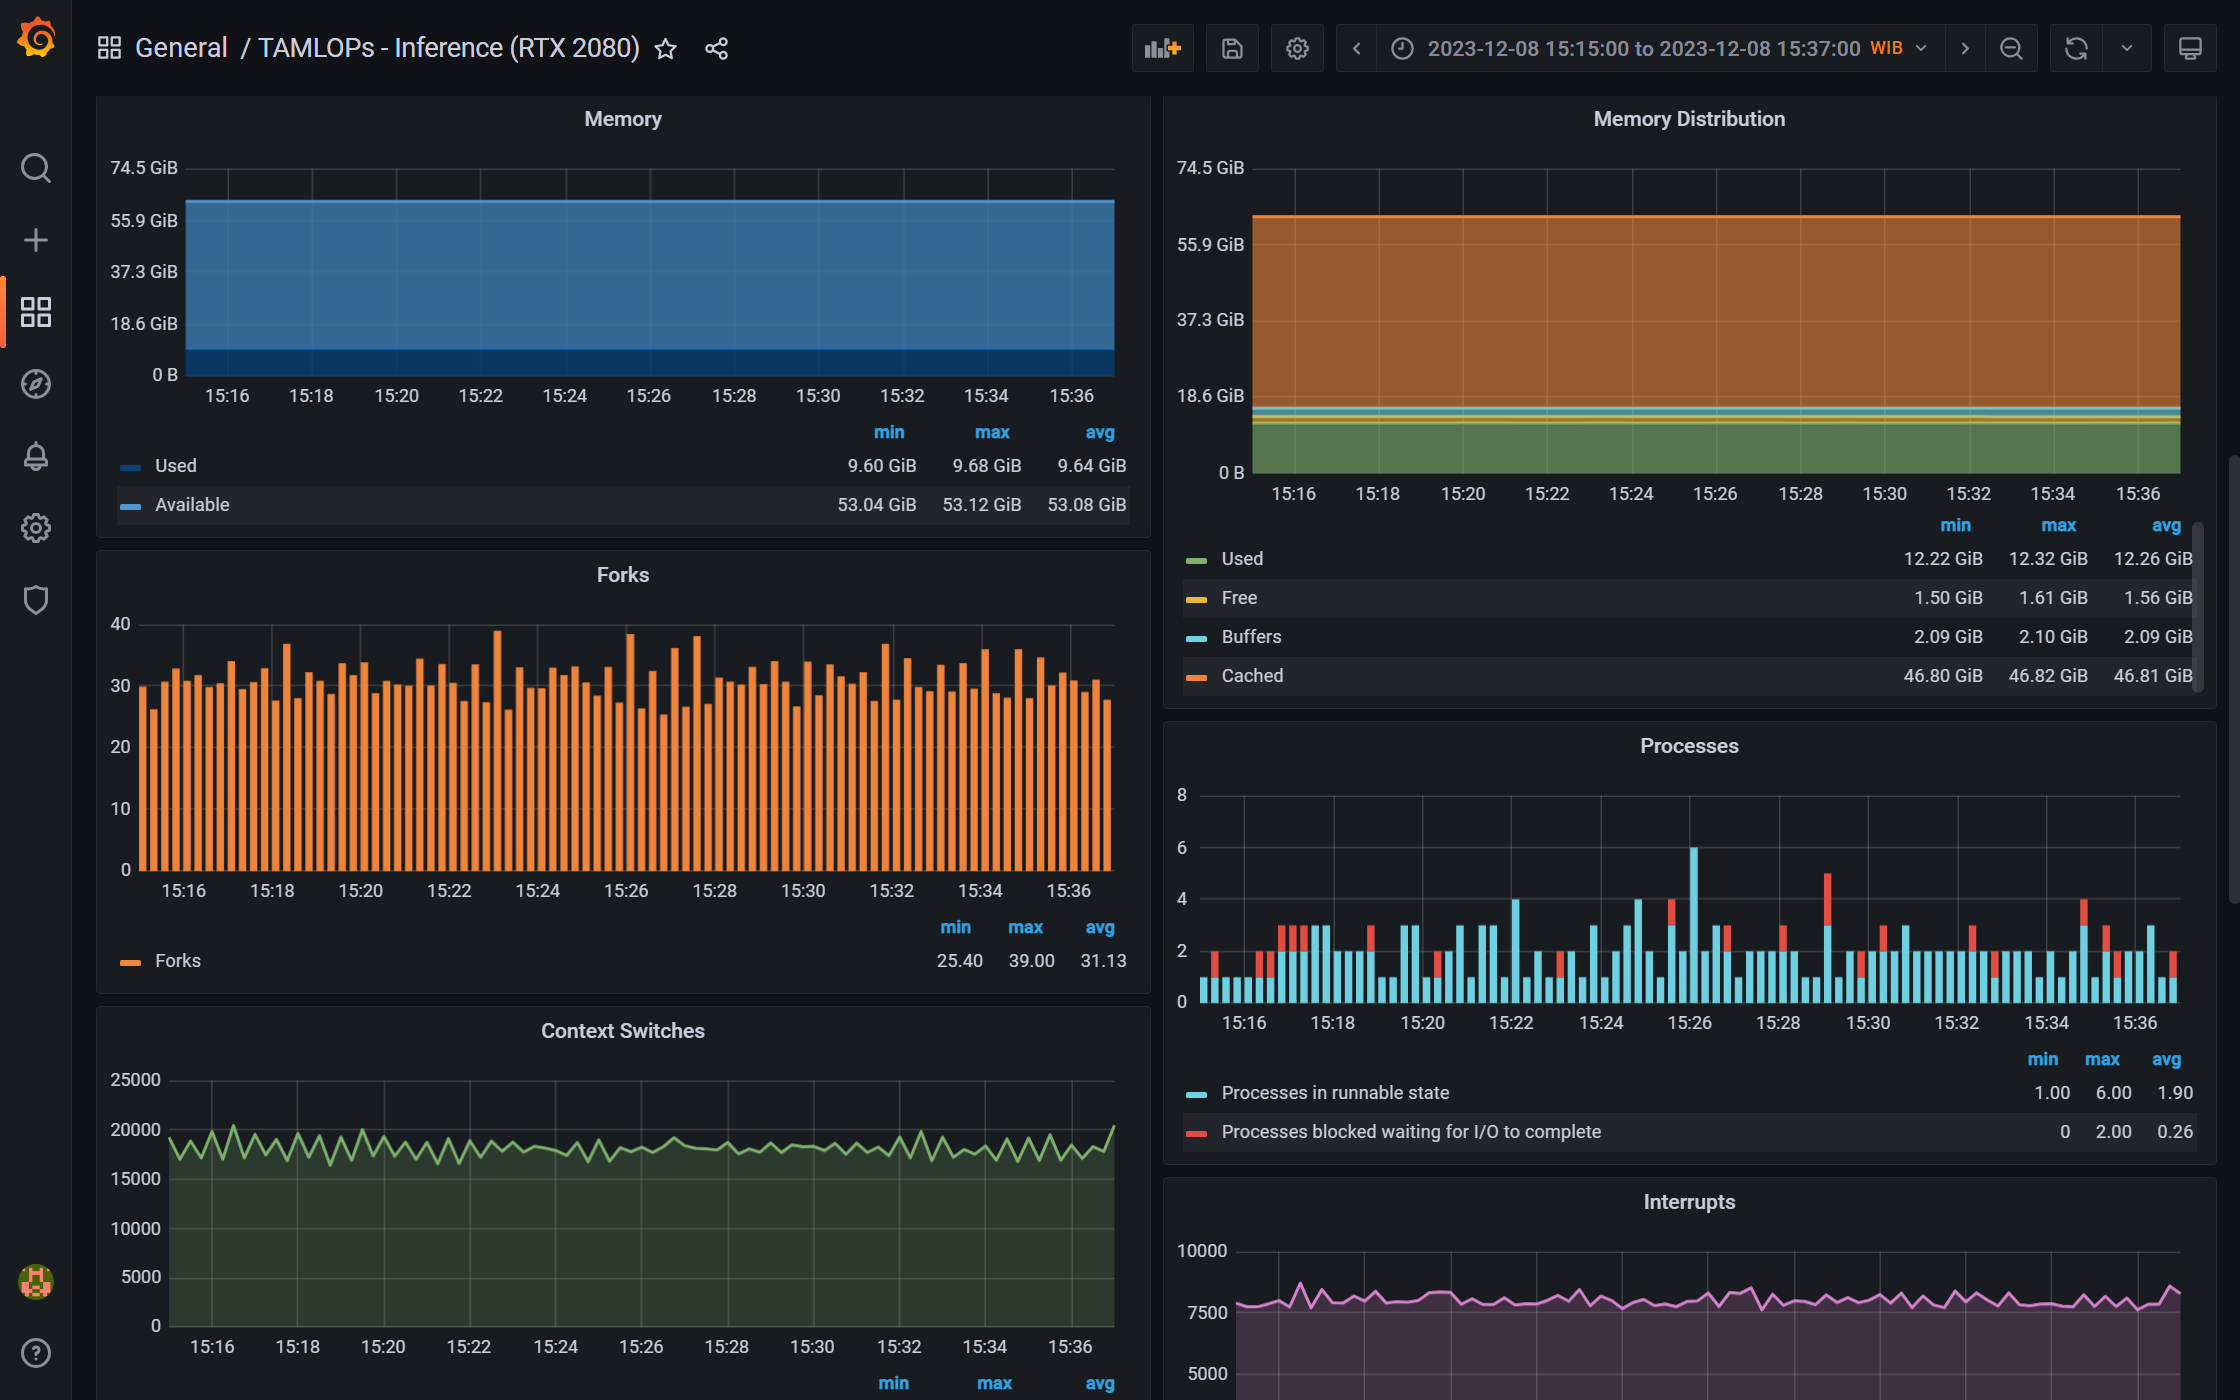 General / TAMLOPs - Inference (RTX 2080)
2023-12-08 15:15:00 to 2023-12-08 15:37:00 WIB
Memory
74.5 GiB
55.9 GiB
37.3 GiB
18.6 GiB
0 B
15:16 15:18 15:20 15:22 15:24 15:26 15:28 15:30 15:32 15:34 15:36
min max avg
Used 9.60 GiB 9.68 GiB 9.64 GiB
Available 53.04 GiB 53.12 GiB 53.08 GiB
Memory Distribution
74.5 GiB
55.9 GiB
37.3 GiB
18.6 GiB
0 B
15:16 15:18 15:20 15:22 15:24 15:26 15:28 15:30 15:32 15:34 15:36
min max avg
Used 12.22 GiB 12.32 GiB 12.26 GiB
Free 1.50 GiB 1.61 GiB 1.56 GiB
Buffers 2.09 GiB 2.10 GiB 2.09 GiB
Cached 46.80 GiB 46.82 GiB 46.81 GiB
Forks
40
30
20
10
0
15:16 15:18 15:20 15:22 15:24 15:26 15:28 15:30 15:32 15:34 15:36
min max avg
Forks 25.40 39.00 31.13
Processes
8
6
4
2
0
15:16 15:18 15:20 15:22 15:24 15:26 15:28 15:30 15:32 15:34 15:36
min max avg
Processes in runnable state 1.00 6.00 1.90
Processes blocked waiting for I/O to complete 0 2.00 0.26
Context Switches
25000
20000
15000
10000
5000
0
15:16 15:18 15:20 15:22 15:24 15:26 15:28 15:30 15:32 15:34 15:36
min max avg
Interrupts
10000
7500
5000